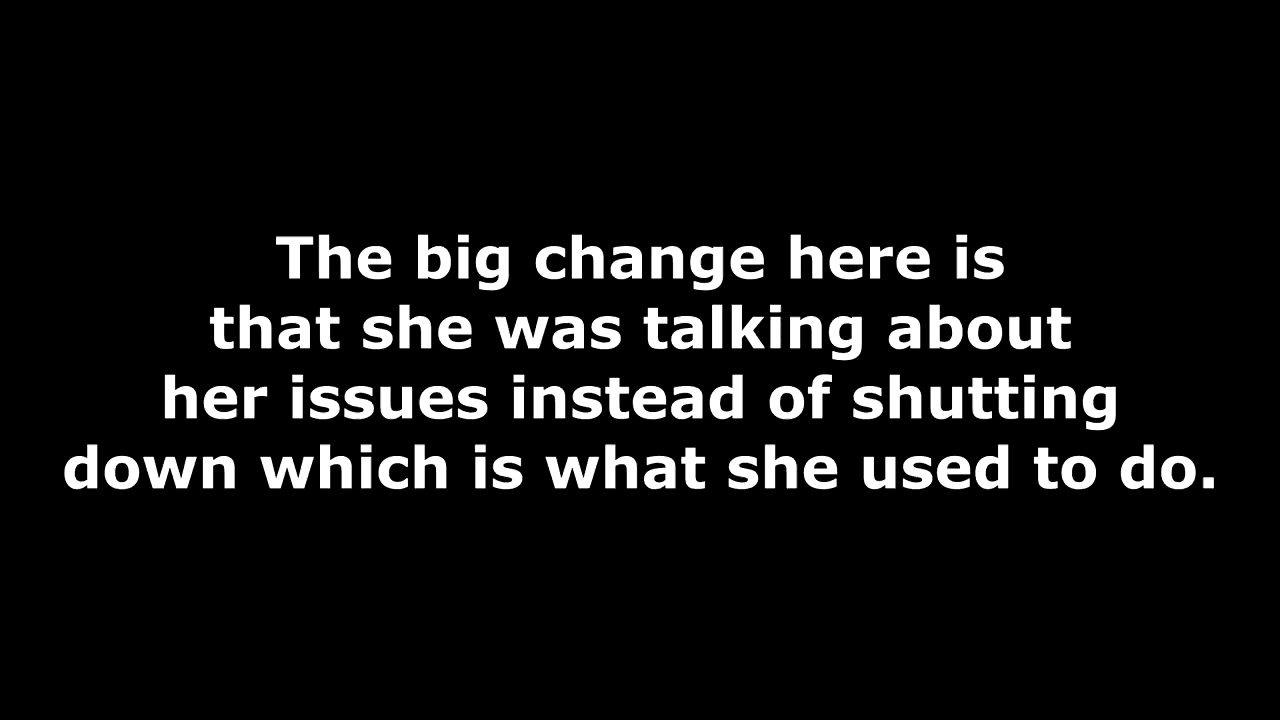 The big change here is
that she was talking about
her issues instead of shutting
down which is what she used to do.